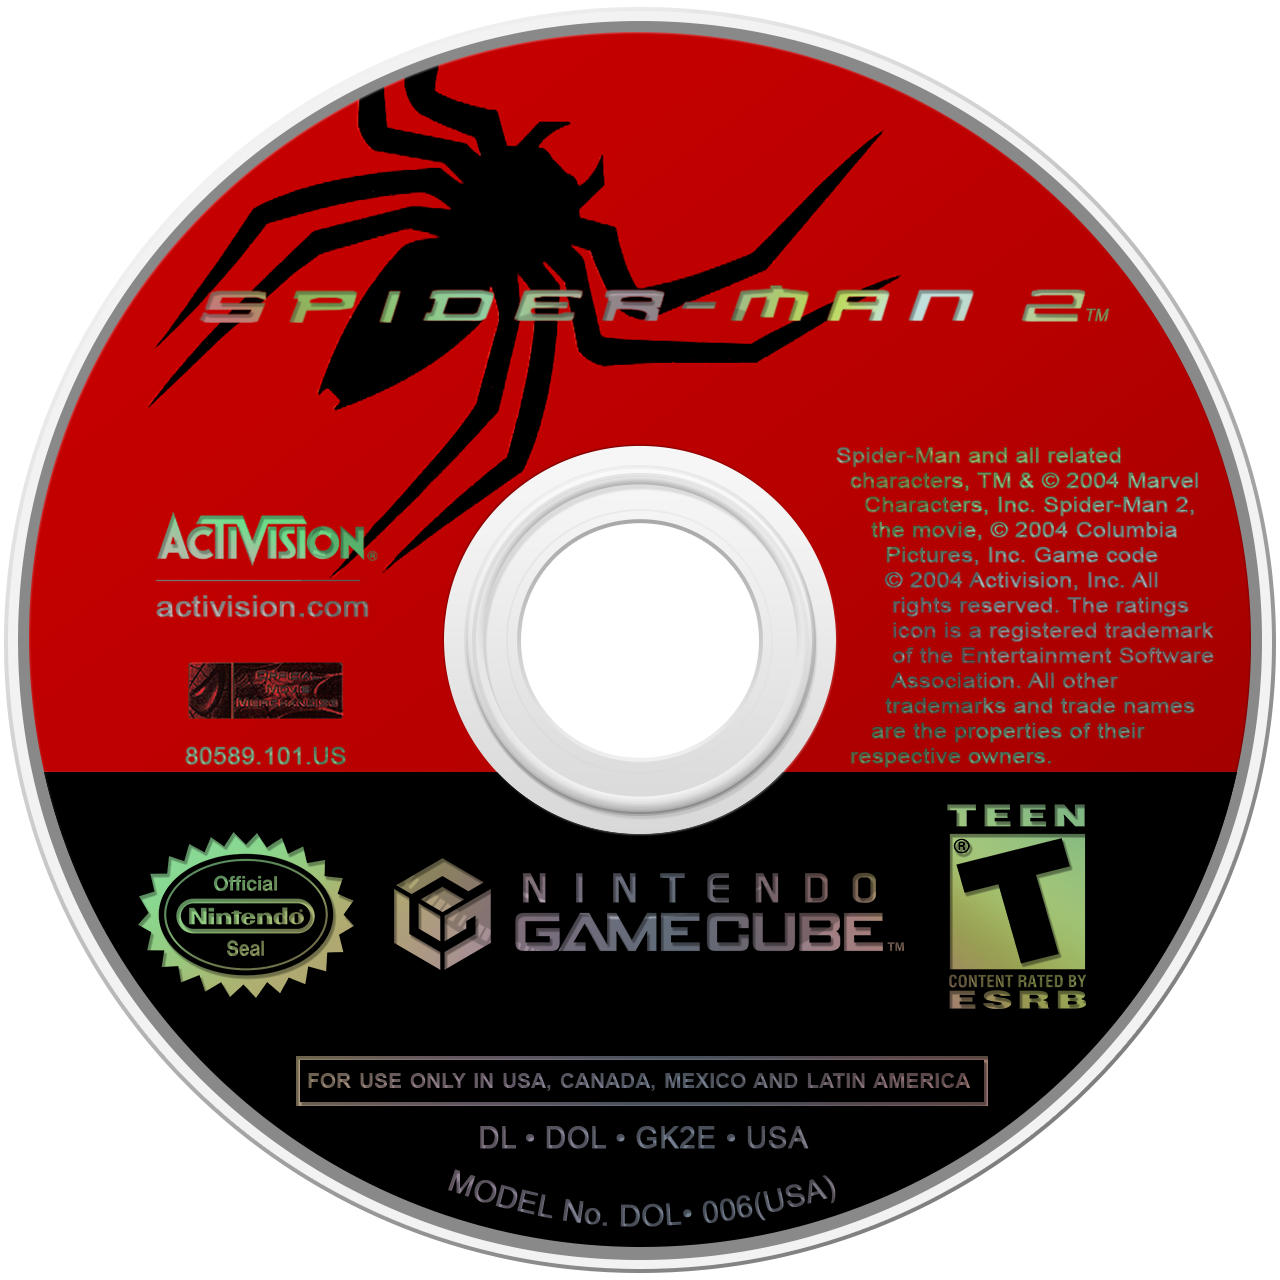 SPIDER-MAN 2™
Spider-Man and all related
characters, TM & © 2004 Marvel
Characters, Inc. Spider-Man 2,
the movie, © 2004 Columbia
Pictures, Inc. Game code
© 2004 Activision, Inc. All
rights reserved. The ratings
icon is a registered trademark
of the Entertainment Software
Association. All other
trademarks and trade names
are the properties of their
respective owners.
ACTIVISION®
activision.com
OFFICIAL
MOVIE
MERCHANDISE
80589.101.US
Official
Nintendo®
Seal
NINTENDO
GAMECUBE™
TEEN
®
T
CONTENT RATED BY
ESRB
FOR USE ONLY IN USA, CANADA, MEXICO AND LATIN AMERICA
DL • DOL • GK2E • USA
MODEL No. DOL• 006(USA)